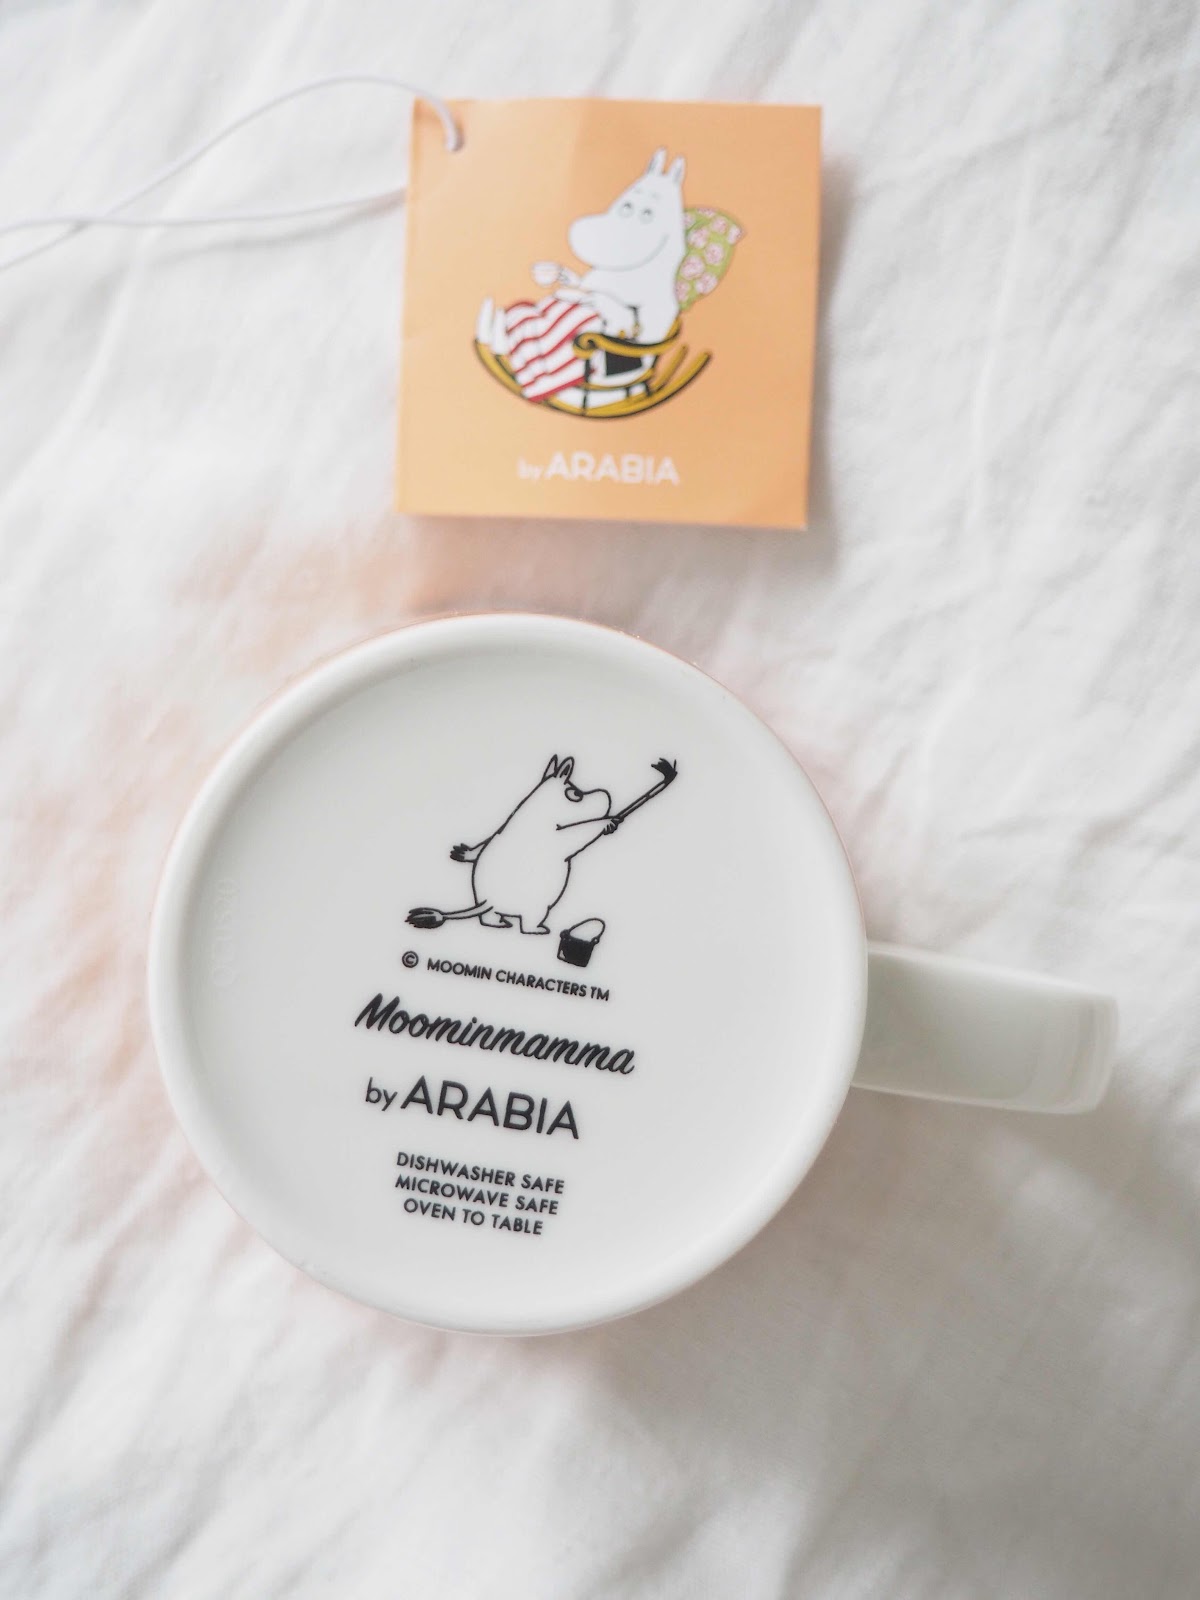 by ARABIA
© MOOMIN CHARACTERS TM
Moominmamma
by ARABIA
DISHWASHER SAFE
MICROWAVE SAFE
OVEN TO TABLE